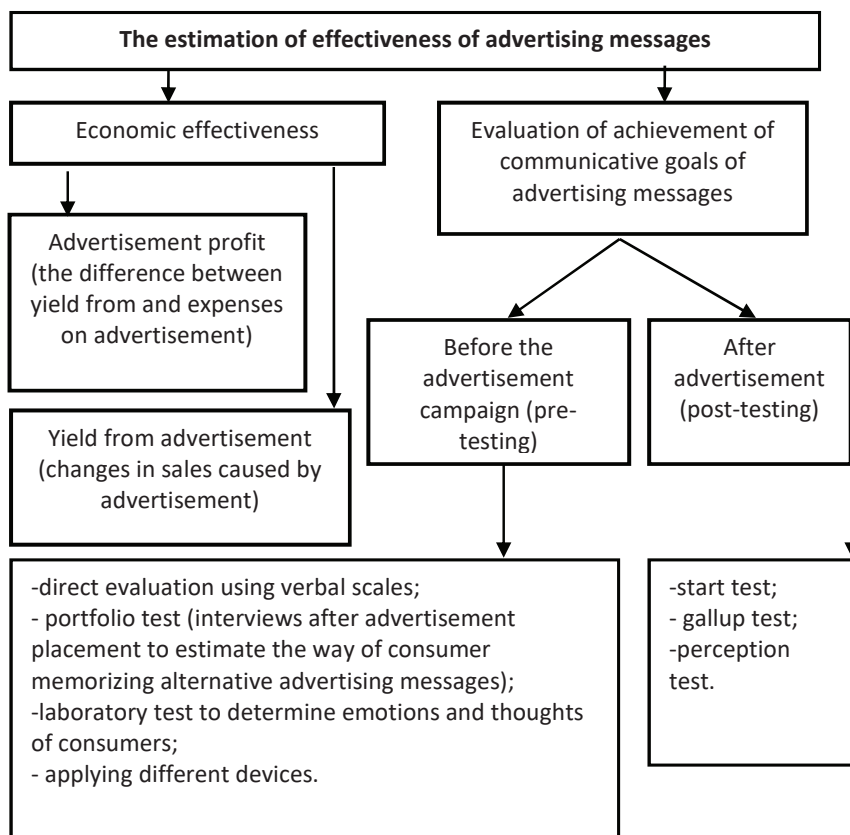 The estimation of effectiveness of advertising messages
Economic effectiveness
Evaluation of achievement of
communicative goals of
advertising messages
Advertisement profit
(the difference between
yield from and expenses
on advertisement)
Yield from advertisement
(changes in sales caused by
advertisement)
Before the
advertisement
campaign (pre-
testing)
After
advertisement
(post-testing)
-direct evaluation using verbal scales;
- portfolio test (interviews after advertisement
placement to estimate the way of consumer
memorizing alternative advertising messages);
-laboratory test to determine emotions and thoughts
of consumers;
- applying different devices.
-start test;
- gallup test;
-perception
test.